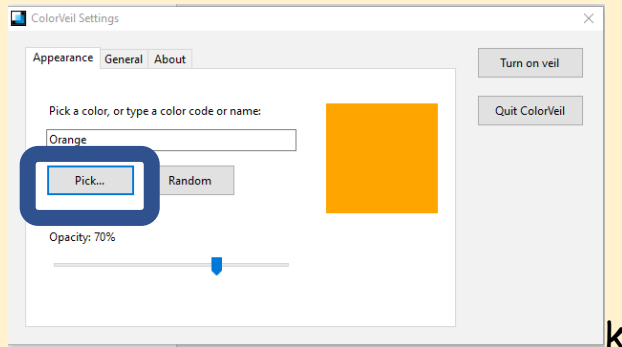 ColorVeil Settings
Appearance General About
Turn on veil
Pick a color, or type a color code or name:
Quit ColorVeil
Orange
Pick... Random
Opacity: 70%
k